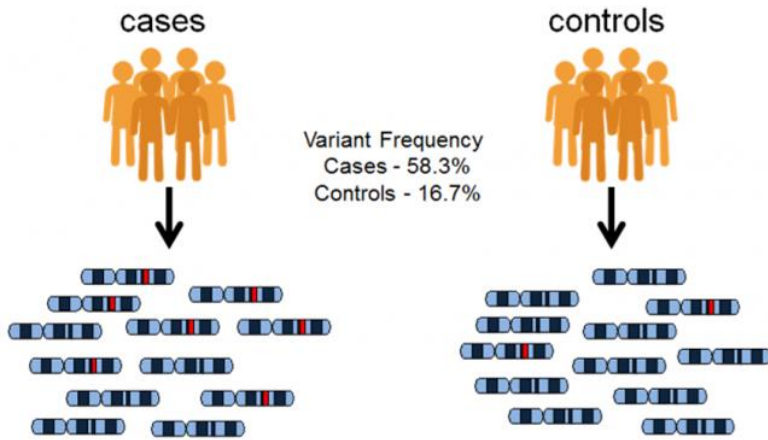 cases
controls
Variant Frequency
Cases - 58.3%
Controls - 16.7%